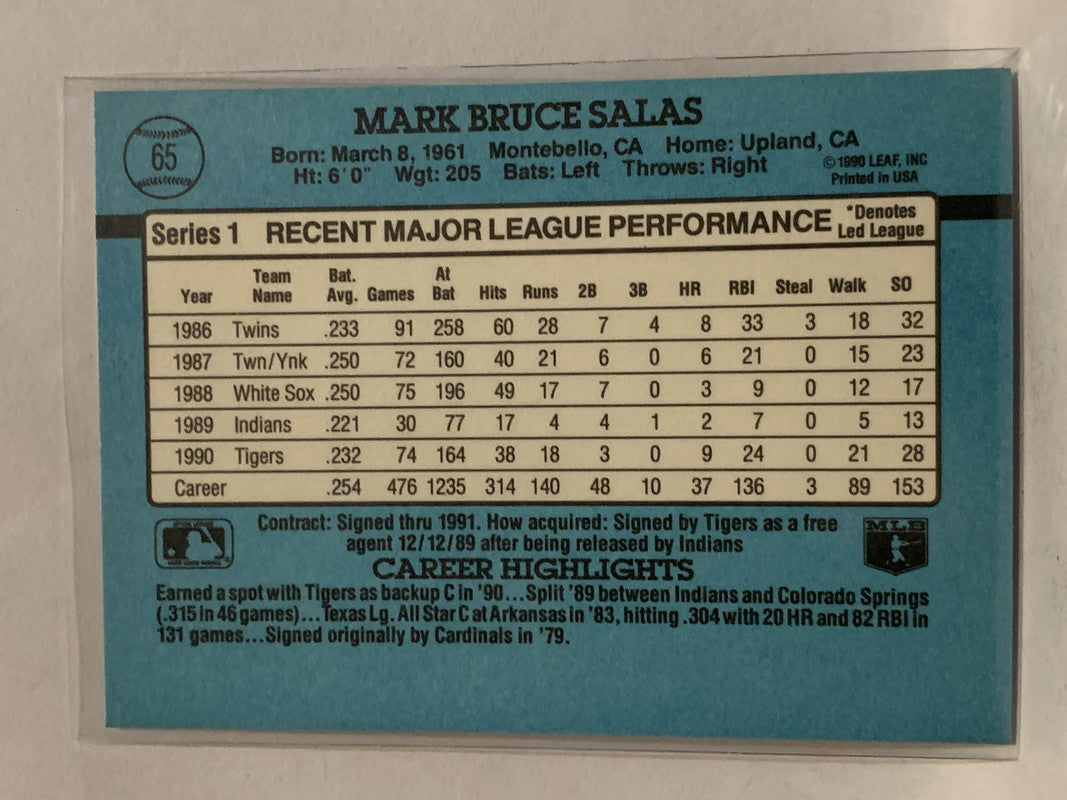 65
MARK BRUCE SALAS
Born: March 8, 1961 Montebello, CA Home: Upland, CA
Ht: 6'0" Wgt: 205 Bats: Left Throws: Right
©1990 LEAF, INC
Printed in USA
Series 1 RECENT MAJOR LEAGUE PERFORMANCE
*Denotes
Led League
Year Team Name Bat. Avg. Games At Bat Hits Runs 2B 3B HR RBI Steal Walk SO
1986 Twins .233 91 258 60 28 7 4 8 33 3 18 32
1987 Twn/Ynk .250 72 160 40 21 6 0 6 21 0 15 23
1988 White Sox .250 75 196 49 17 7 0 3 9 0 12 17
1989 Indians .221 30 77 17 4 4 1 2 7 0 5 13
1990 Tigers .232 74 164 38 18 3 0 9 24 0 21 28
Career .254 476 1235 314 140 48 10 37 136 3 89 153
Contract: Signed thru 1991. How acquired: Signed by Tigers as a free
agent 12/12/89 after being released by Indians
MLB
CAREER HIGHLIGHTS
Earned a spot with Tigers as backup C in '90...Split '89 between Indians and Colorado Springs
(.315 in 46 games)...Texas Lg. All Star C at Arkansas in '83, hitting .304 with 20 HR and 82 RBI in
131 games...Signed originally by Cardinals in '79.